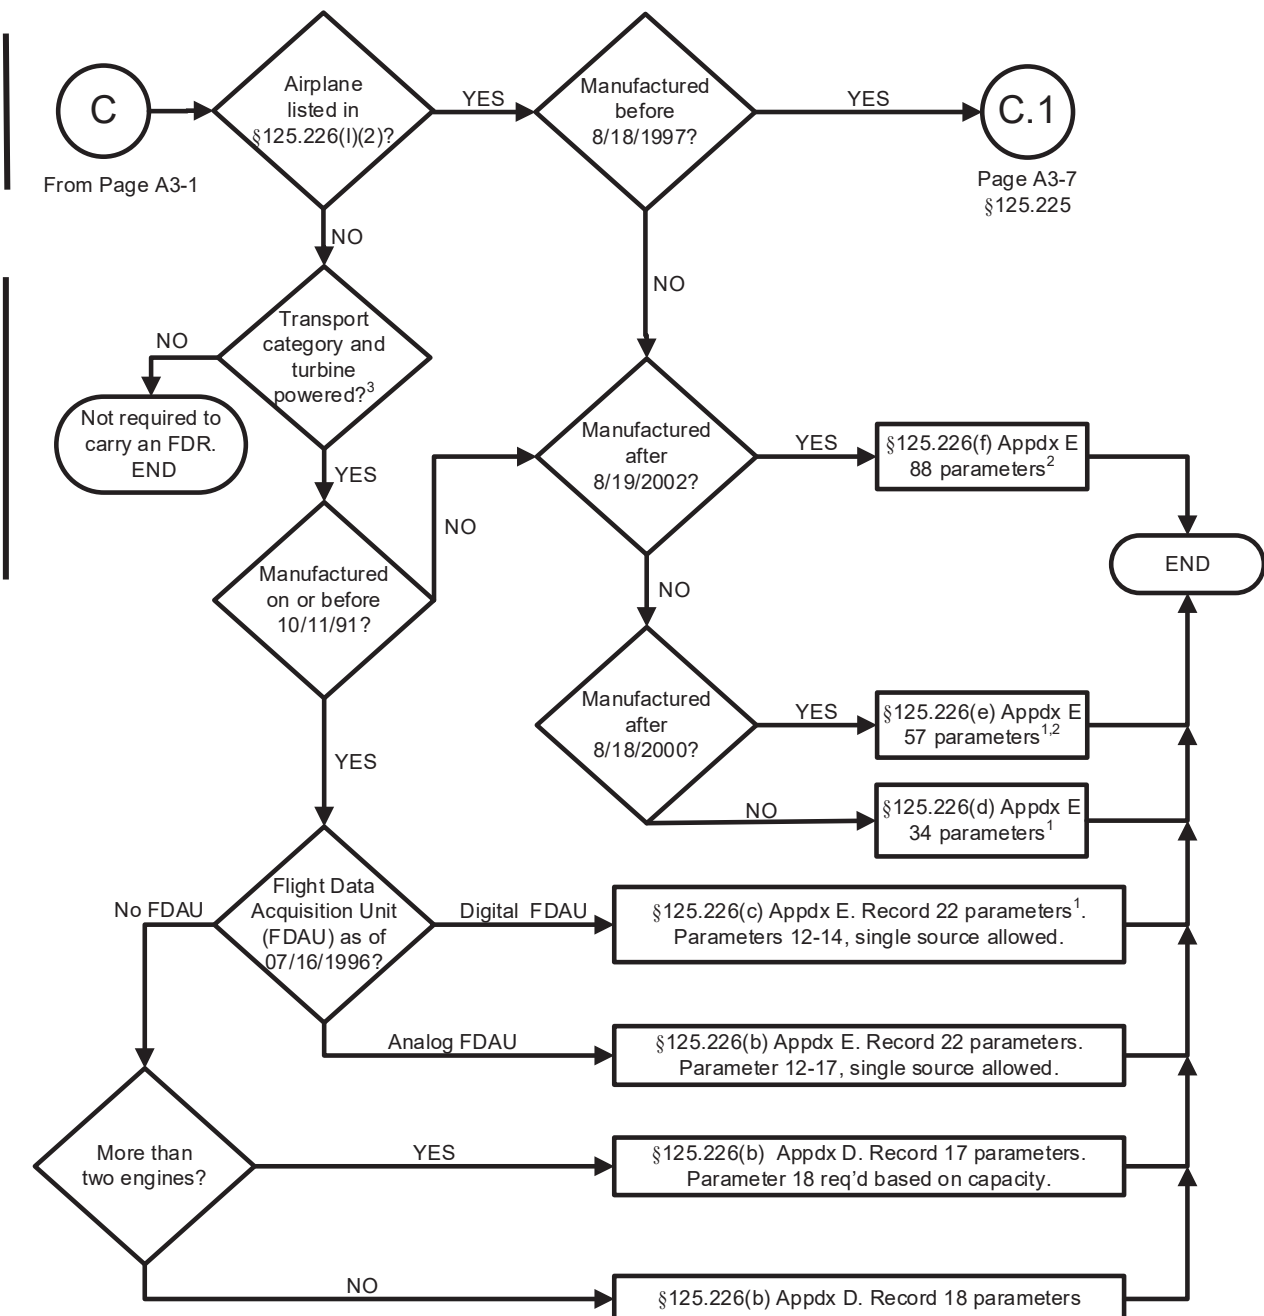 Airplane
listed in
§125.226(l)(2)?
YES
Manufactured
before
8/18/1997?
YES
C
C.1
From Page A3-1
Page A3-7
§125.225
NO
NO
Transport
category and
turbine
powered?3
NO
Not required to
carry an FDR.
END
YES
Manufactured
after
8/19/2002?
YES
§125.226(f) Appdx E
88 parameters2
NO
END
Manufactured
on or before
10/11/91?
NO
Manufactured
after
8/18/2000?
YES
§125.226(e) Appdx E
57 parameters1,2
YES
NO
§125.226(d) Appdx E
34 parameters1
Flight Data
Acquisition Unit
(FDAU) as of
07/16/1996?
No FDAU
Digital FDAU
§125.226(c) Appdx E. Record 22 parameters1.
Parameters 12-14, single source allowed.
Analog FDAU
§125.226(b) Appdx E. Record 22 parameters.
Parameter 12-17, single source allowed.
More than
two engines?
YES
§125.226(b) Appdx D. Record 17 parameters.
Parameter 18 req'd based on capacity.
NO
§125.226(b) Appdx D. Record 18 parameters